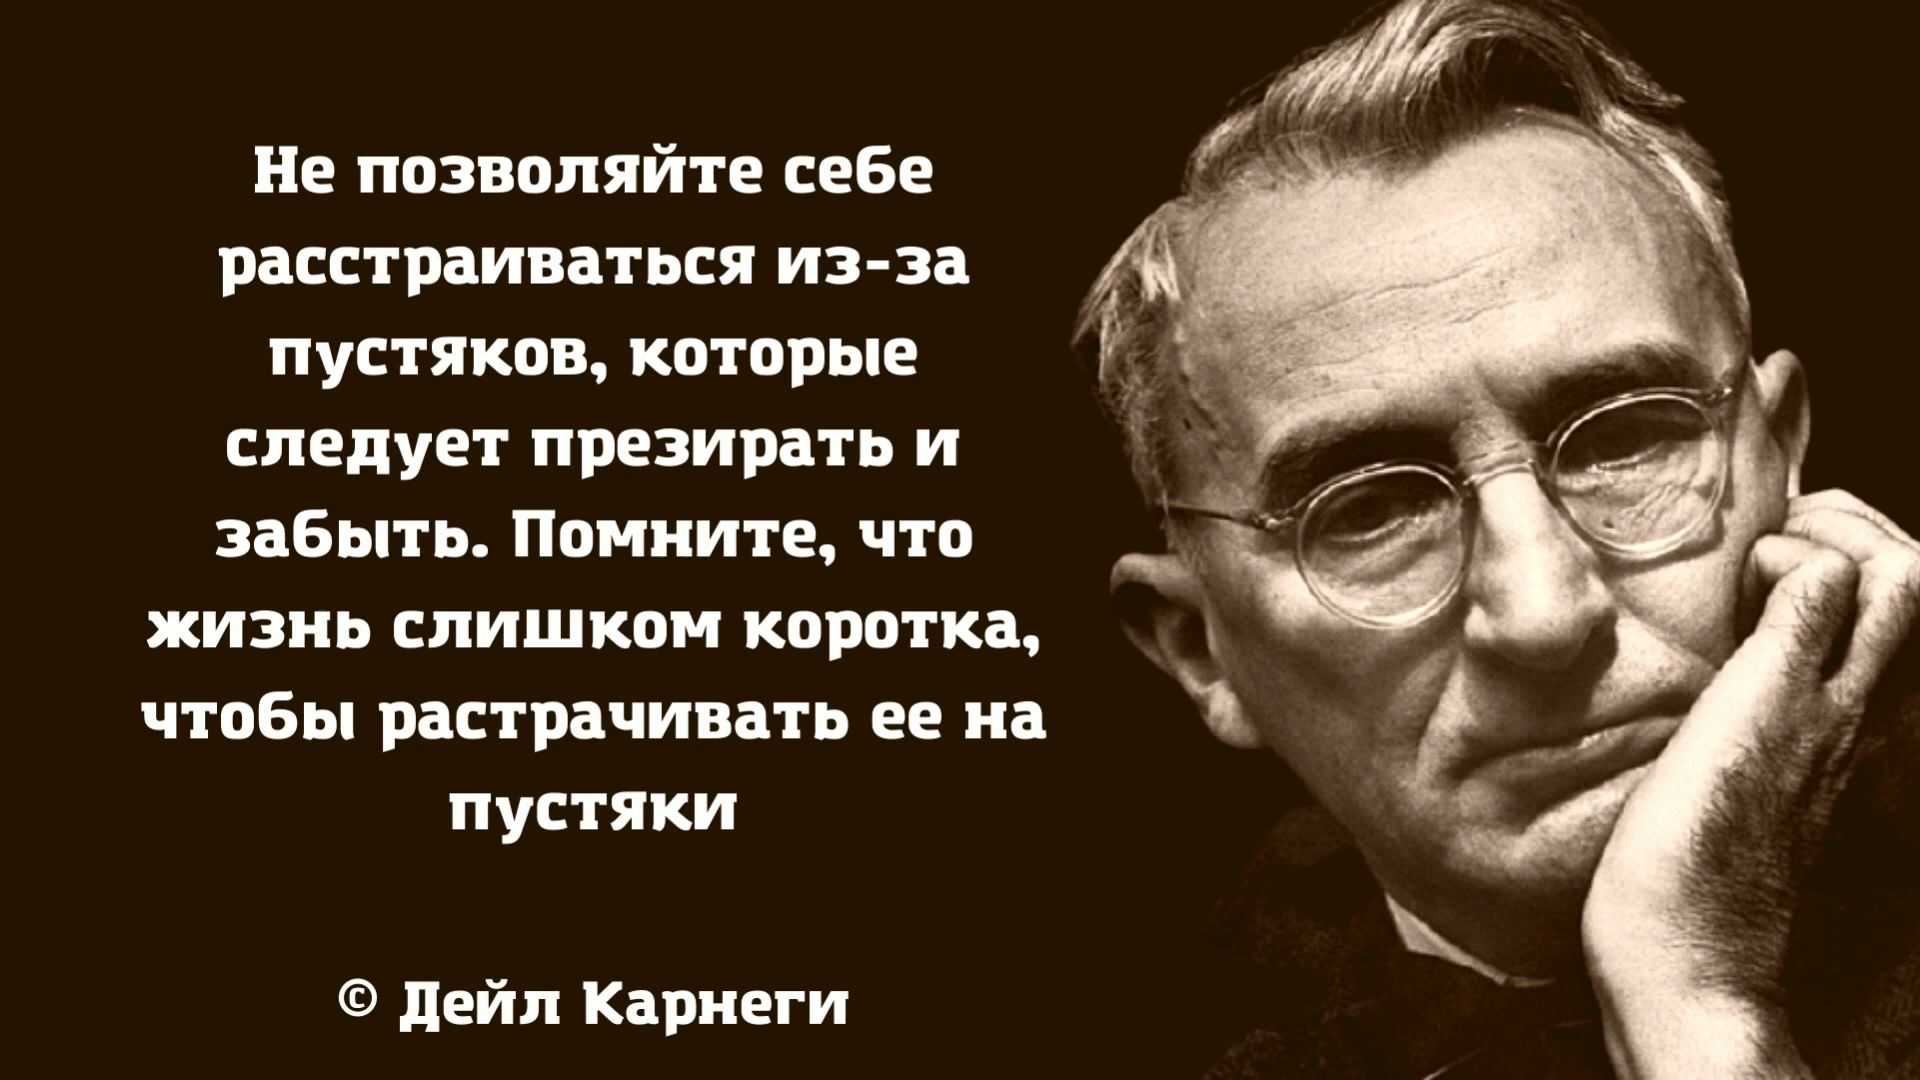 Не позволяйте себе
расстраиваться из-за
пустяков, которые
следует презирать и
забыть. Помните, что
жизнь слишком коротка,
чтобы растрачивать ее на
пустяки
© Дейл Карнеги